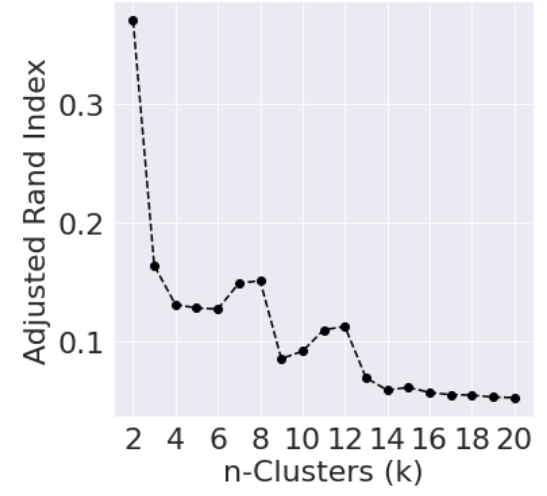 Adjusted Rand Index
0.3
0.2
0.1
2 4 6 8 10 12 14 16 18 20
n-Clusters (k)